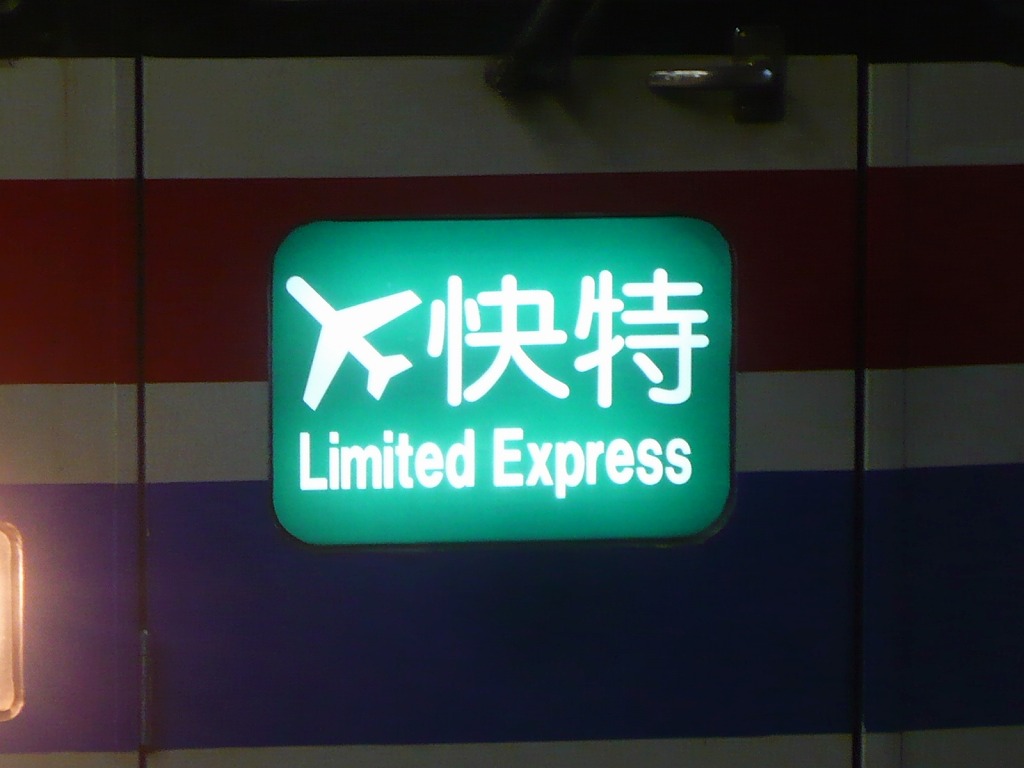 快特
Limited Express